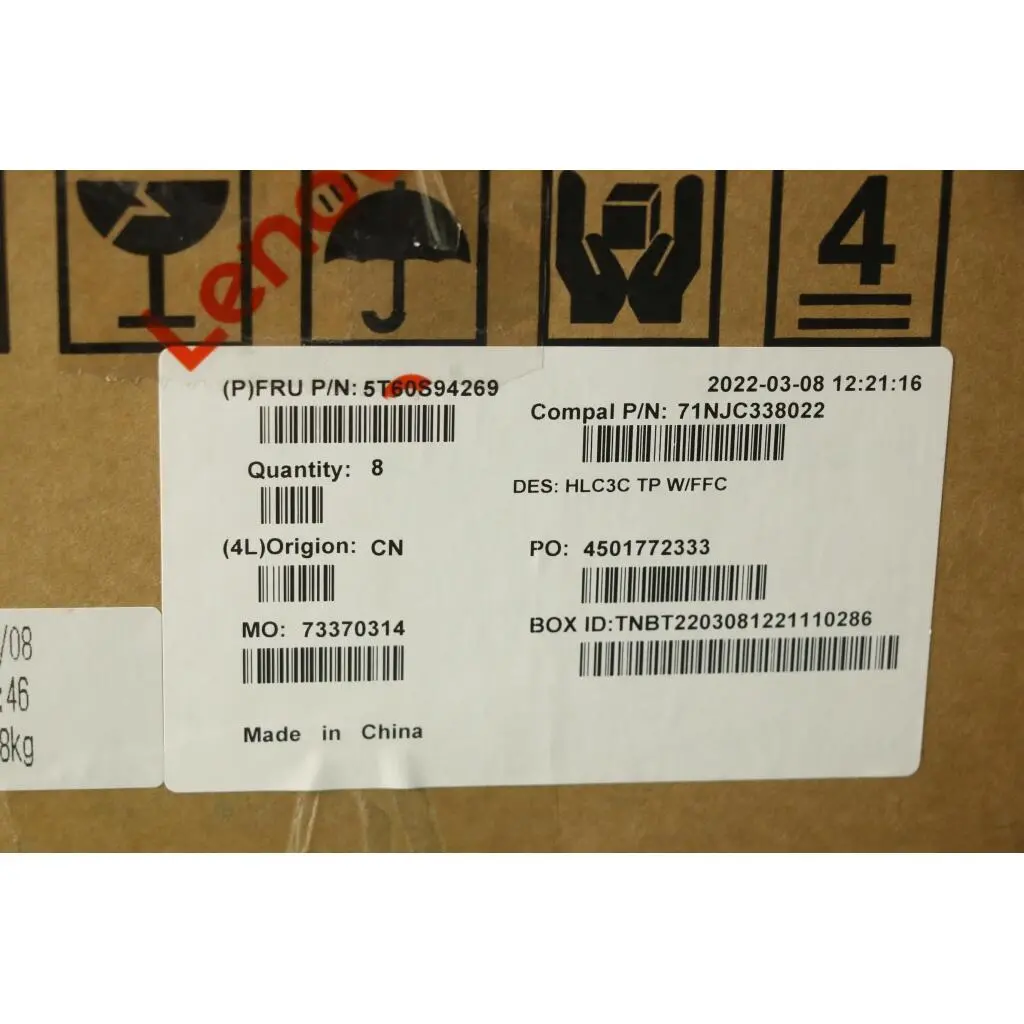 Lenovo
4
(P)FRU P/N: 5T60S94269
2022-03-08 12:21:16
Compal P/N: 71NJC338022
Quantity: 8
DES: HLC3C TP W/FFC
(4L)Origion: CN
PO: 4501772333
MO: 73370314
BOX ID:TNBT2203081221110286
Made in China
/08
:46
8kg